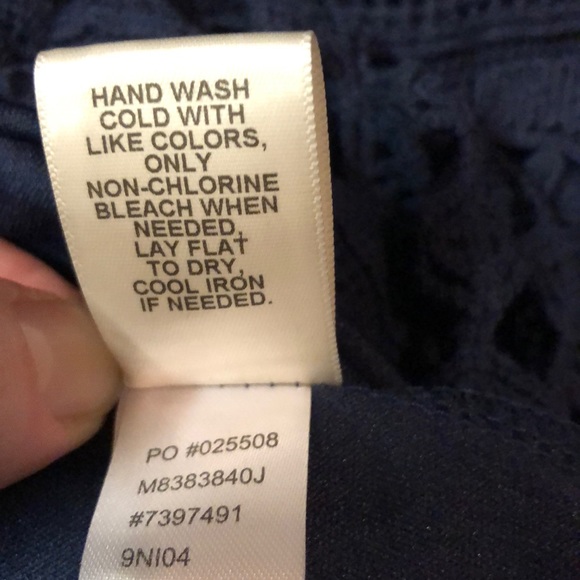 HAND WASH
COLD WITH
LIKE COLORS,
ONLY
NON-CHLORINE
BLEACH WHEN
NEEDED,
LAY FLAT
TO DRY,
COOL IRON
IF NEEDED.
PO #025508
M8383840J
#7397491
9NI04